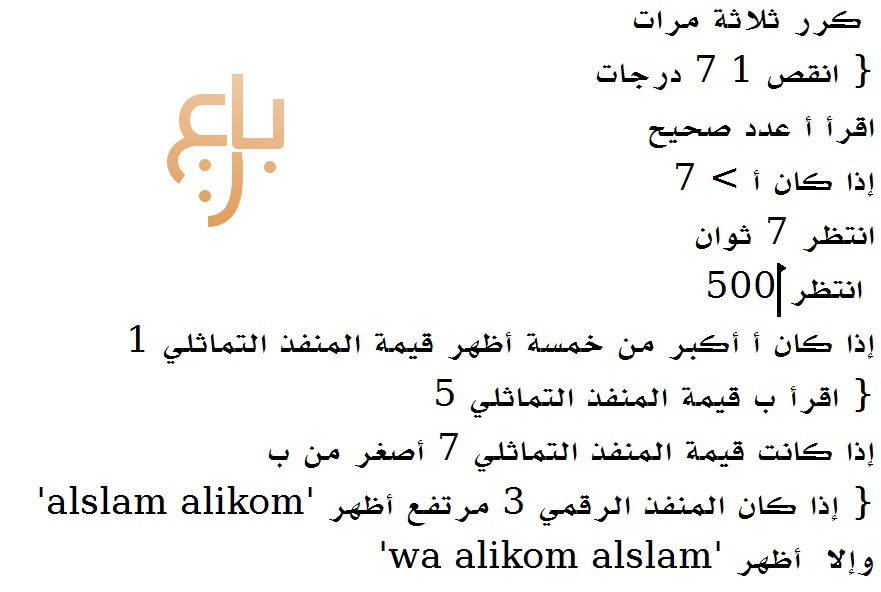 كرر ثلاثة مرات
{ انقص 1 7 درجات
اقرأ أ عدد صحيح
إذا كان أ > 7
انتظر 7 ثوان
انتظر 500
إذا كان أ أكبر من خمسة أظهر قيمة المنفذ التماثلي 1
{ اقرأ ب قيمة المنفذ التماثلي 5
إذا كانت قيمة المنفذ التماثلي 7 أصغر من ب
{ إذا كان المنفذ الرقمي 3 مرتفع أظهر 'alslam alikom'
وإلا أظهر 'wa alikom alslam'